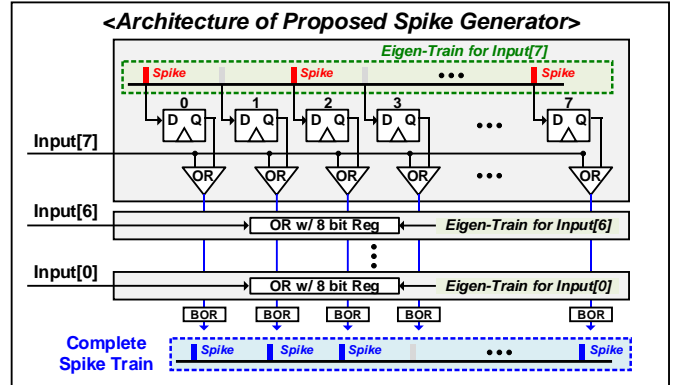 <Architecture of Proposed Spike Generator>
Eigen-Train for Input[7]
Spike Spike ••• Spike
0 1 2 3 7
D Q D Q D Q D Q ••• D Q
Input[7]
OR OR OR OR ••• OR
Input[6]
OR w/ 8 bit Reg Eigen-Train for Input[6]
Input[0]
OR w/ 8 bit Reg Eigen-Train for Input[0]
BOR BOR BOR BOR BOR
Complete
Spike Train
Spike Spike Spike ••• Spike